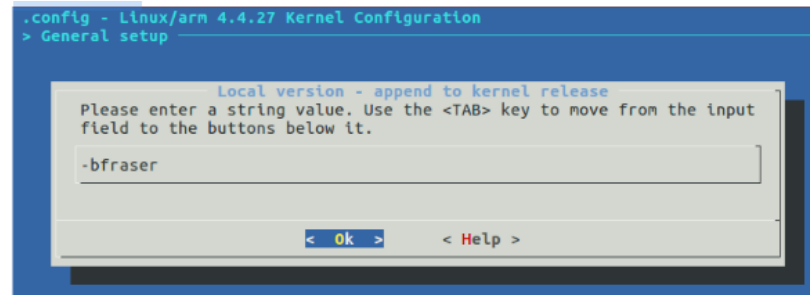 .config - Linux/arm 4.4.27 Kernel Configuration
> General setup
Local version - append to kernel release
Please enter a string value. Use the <TAB> key to move from the input
field to the buttons below it.
-bfraser
< Ok > < Help >